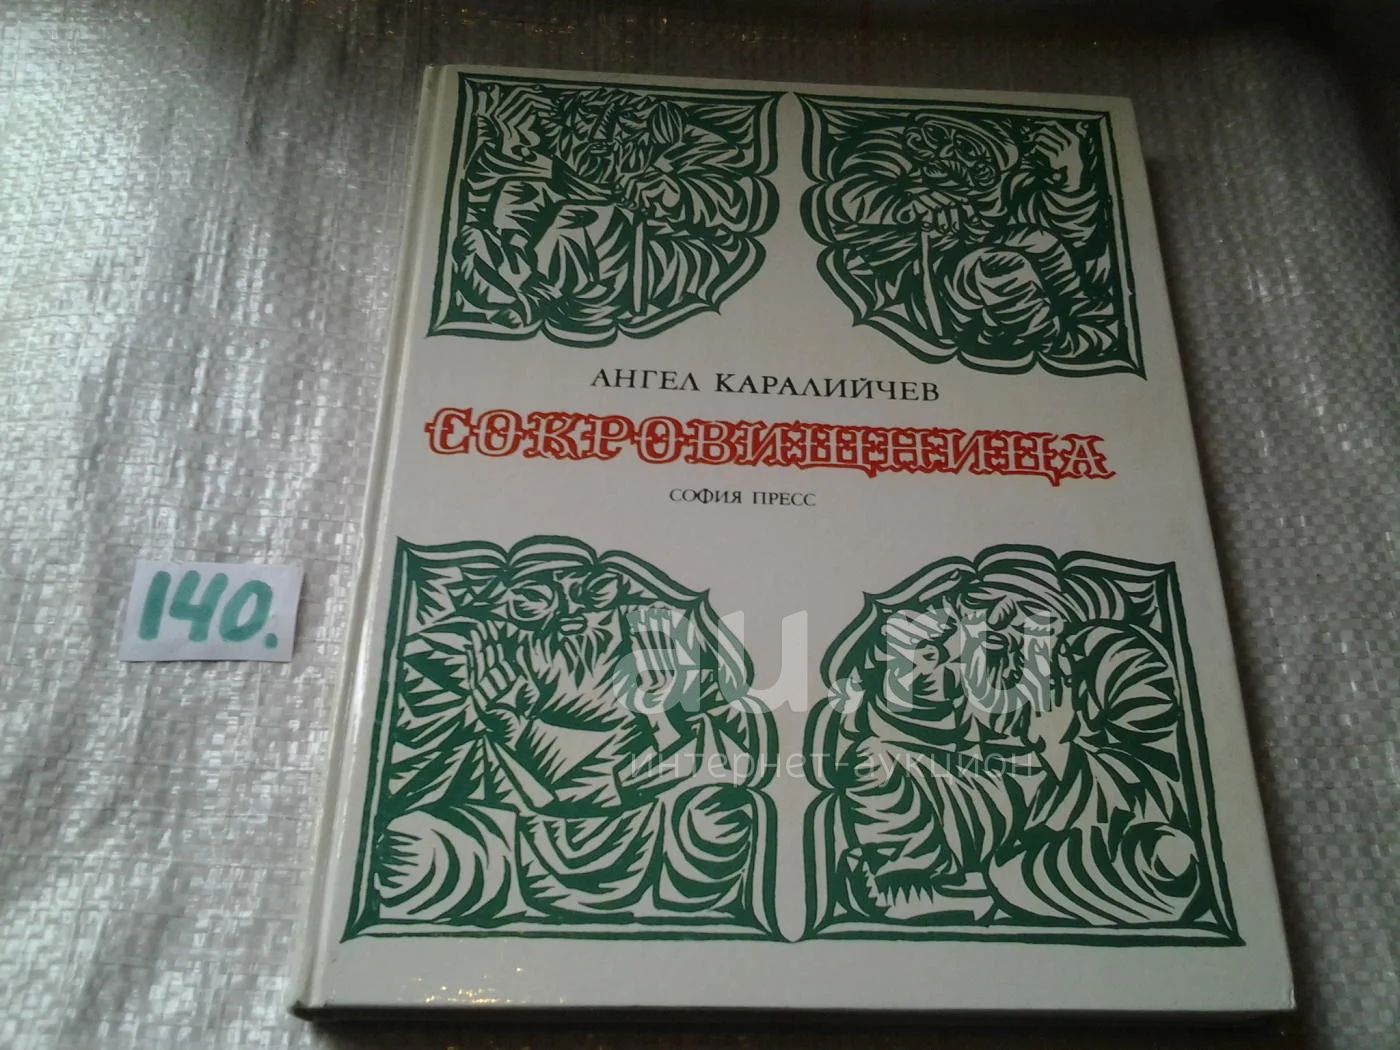 АНГЕЛ КАРАЛИЙЧЕВ
СОКРОВИЩНИЦА
СОФИЯ ПРЕСС
140.
au.ru
интернет-аукцион